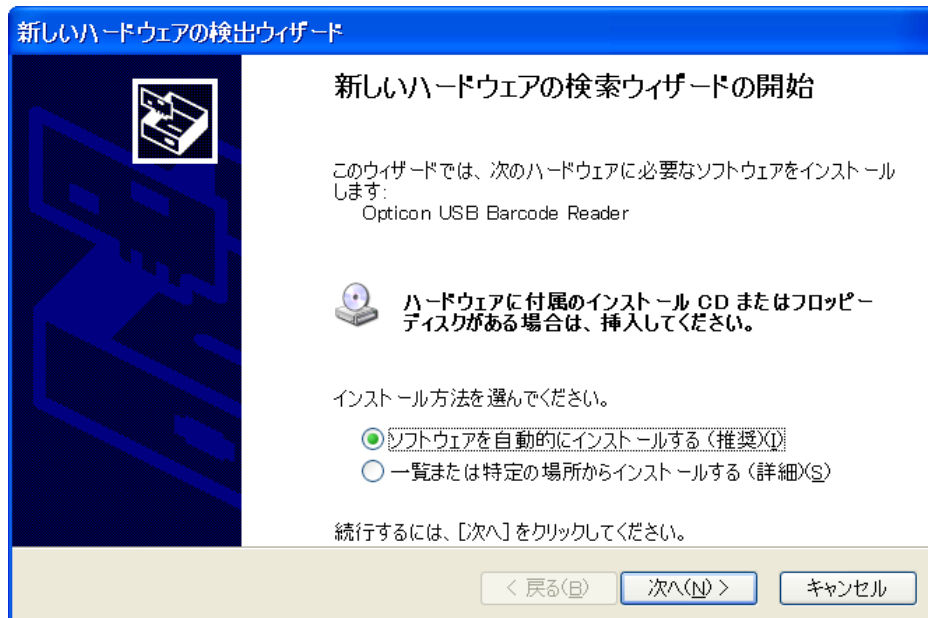 新しいハードウェアの検出ウィザード
新しいハードウェアの検索ウィザードの開始
このウィザードでは、次のハードウェアに必要なソフトウェアをインストール
します:
Opticon USB Barcode Reader
ハードウェアに付属のインストール CD またはフロッピー
ディスクがある場合は、挿入してください。
インストール方法を選んでください。
ソフトウェアを自動的にインストールする (推奨)(I)
一覧または特定の場所からインストールする (詳細)(S)
続行するには、[次へ] をクリックしてください。
< 戻る(B)
次へ(N) >
キャンセル